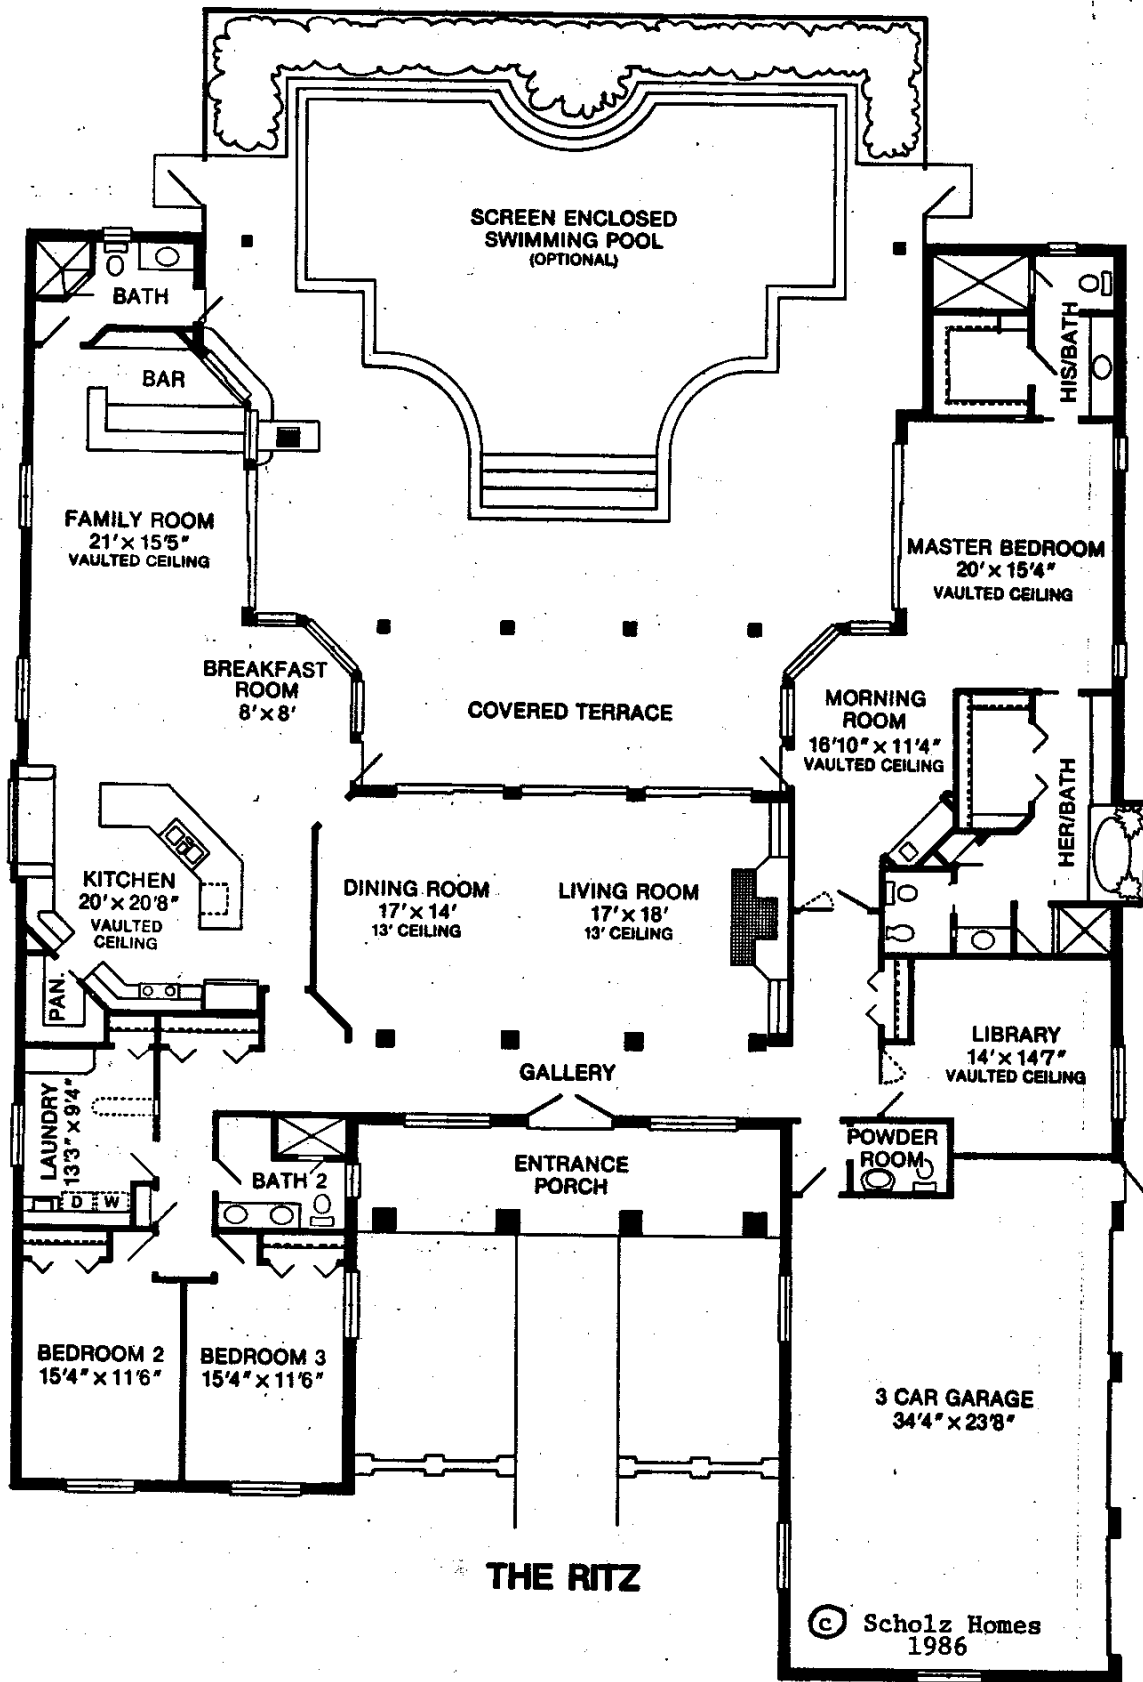 SCREEN ENCLOSED
SWIMMING POOL
(OPTIONAL)
BATH
BAR
HIS/BATH
FAMILY ROOM
21' × 15'5"
VAULTED CEILING
MASTER BEDROOM
20' × 15'4"
VAULTED CEILING
BREAKFAST
ROOM
8' × 8'
COVERED TERRACE
MORNING
ROOM
16'10" × 11'4"
VAULTED CEILING
HER/BATH
KITCHEN
20' × 20'8"
VAULTED
CEILING
DINING ROOM
17' × 14'
13' CEILING
LIVING ROOM
17' × 18'
13' CEILING
PAN.
LIBRARY
14' × 14'7"
VAULTED CEILING
GALLERY
LAUNDRY
13'3" × 9'4"
D W
BATH 2
ENTRANCE
PORCH
POWDER
ROOM
BEDROOM 2
15'4" × 11'6"
BEDROOM 3
15'4" × 11'6"
3 CAR GARAGE
34'4" × 23'8"
THE RITZ
© Scholz Homes
1986